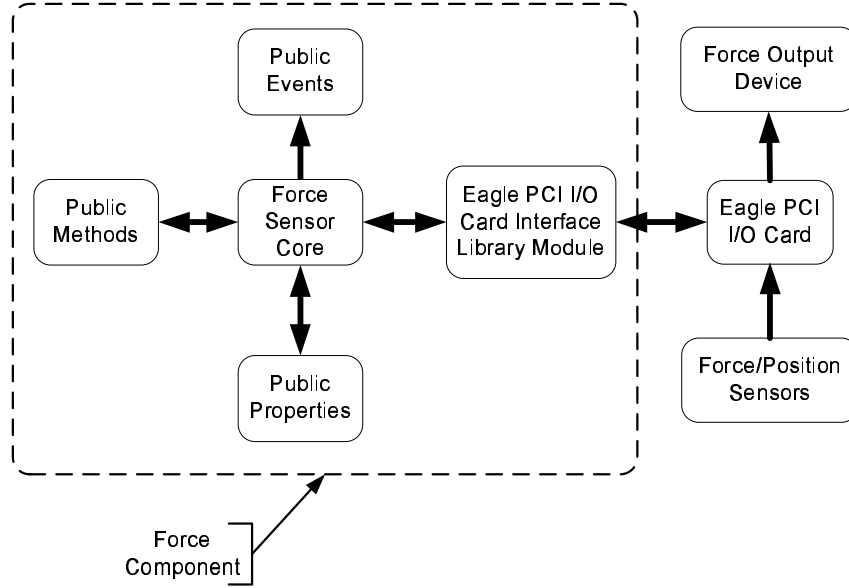 Public
Events
Force Output
Device
Public
Methods
Force
Sensor
Core
Eagle PCI I/O
Card Interface
Library Module
Eagle PCI
I/O Card
Public
Properties
Force/Position
Sensors
Force
Component